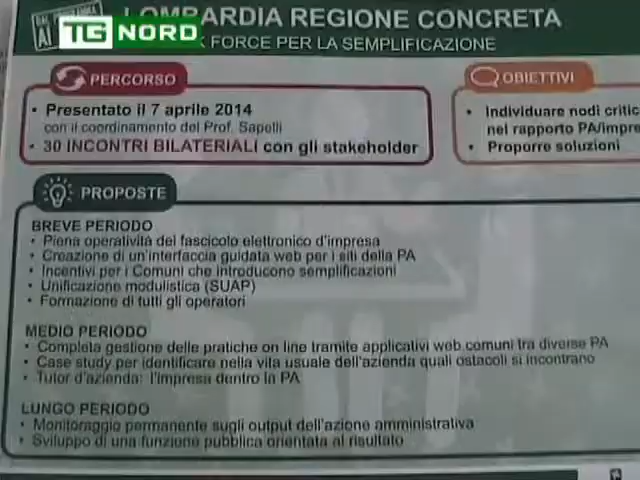 LOMBARDIA REGIONE CONCRETA
TG NORD
FORCE PER LA SEMPLIFICAZIONE
PERCORSO
• Presentato il 7 aprile 2014
con il coordinamento del Prof. Sapelli
• 30 INCONTRI BILATERIALI con gli stakeholder
OBIETTIVI
• Individuare nodi critic
nel rapporto PA/impre
• Proporre soluzioni
PROPOSTE
BREVE PERIODO
• Piena operatività del fascicolo elettronico d'impresa
• Creazione di un'interfaccia guidata web per i siti della PA
• Incentivi per i Comuni che introducono semplificazioni
• Unificazione modulistica (SUAP)
• Formazione di tutti gli operatori
MEDIO PERIODO
• Completa gestione delle pratiche on line tramite applicativi web comuni tra diverse PA
• Case study per identificare nella vita usuale dell'azienda quali ostacoli si incontrano
• Tutor d'azienda: l'impresa dentro la PA
LUNGO PERIODO
• Monitoraggio permanente sugli output dell'azione amministrativa
• Sviluppo di una funzione pubblica orientata al risultato